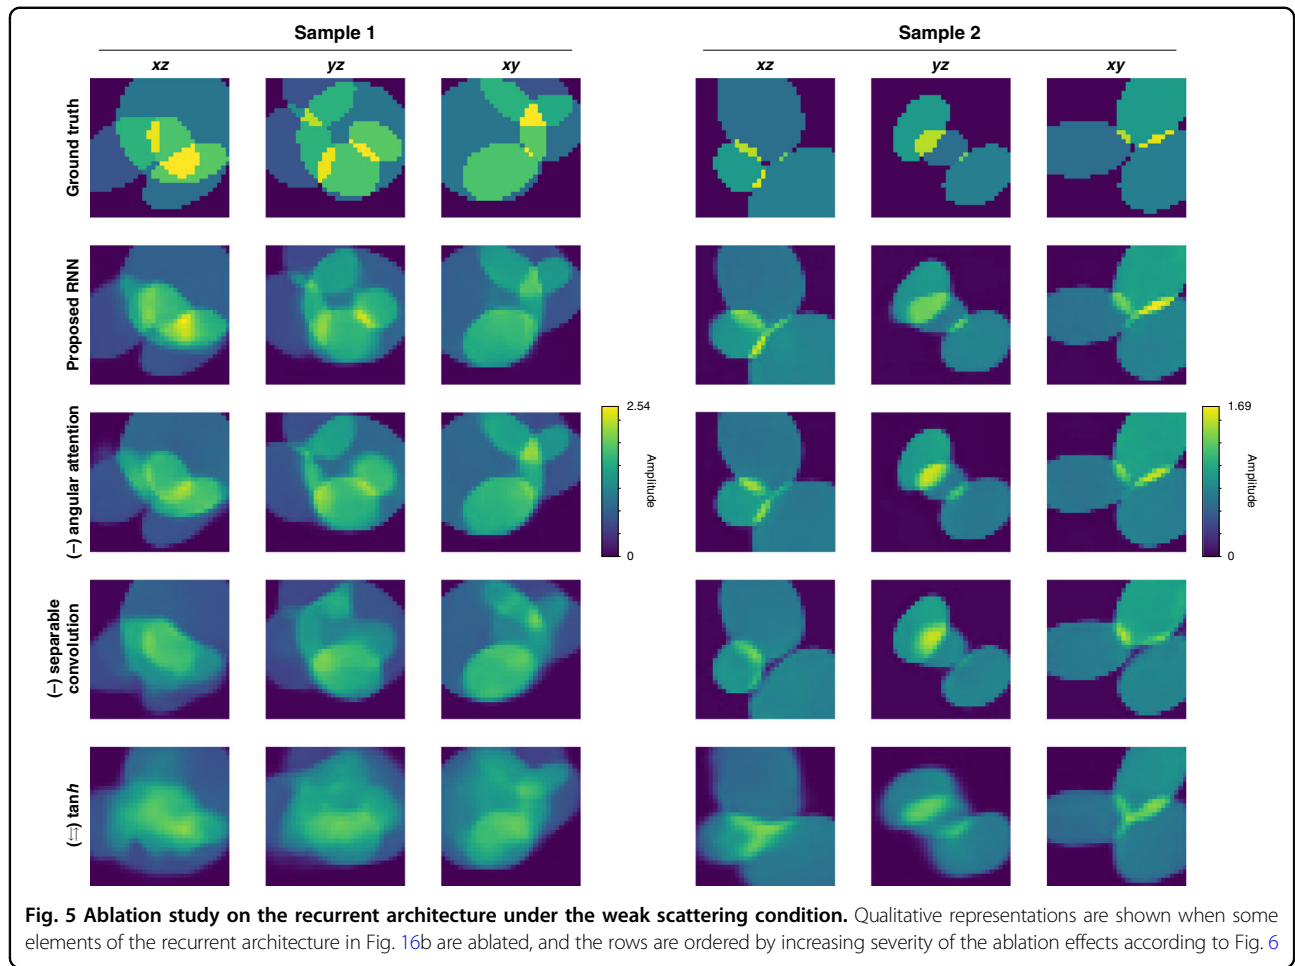 Sample 1
Sample 2
xz
yz
xy
xz
yz
xy
Ground truth
Proposed RNN
(−) angular attention
2.54
Amplitude
0
1.69
Amplitude
0
(−) separable
convolution
(⇆) tanh
Fig. 5 Ablation study on the recurrent architecture under the weak scattering condition. Qualitative representations are shown when some
elements of the recurrent architecture in Fig. 16b are ablated, and the rows are ordered by increasing severity of the ablation effects according to Fig. 6